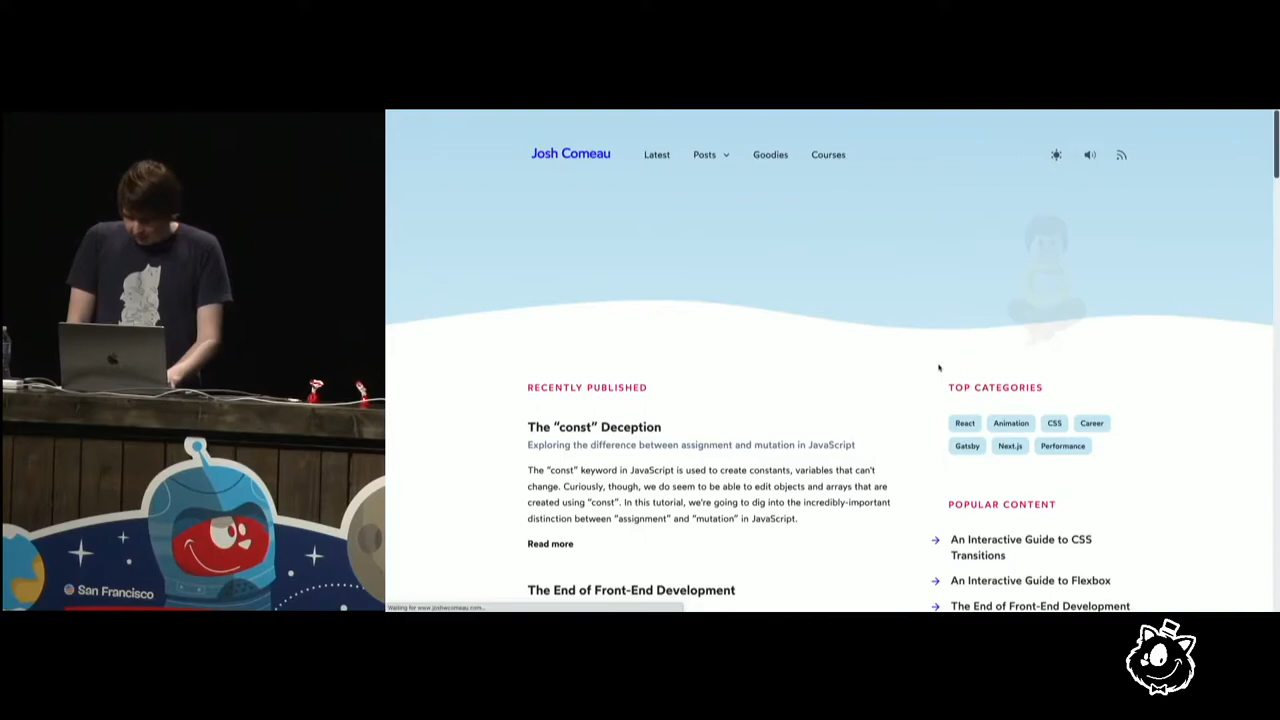 Josh Comeau
Latest
Posts
Goodies
Courses
RECENTLY PUBLISHED
The “const” Deception
Exploring the difference between assignment and mutation in JavaScript
The “const” keyword in JavaScript is used to create constants, variables that can't
change. Curiously, though, we do seem to be able to edit objects and arrays that are
created using “const”. In this tutorial, we're going to dig into the incredibly-important
distinction between “assignment” and “mutation” in JavaScript.
Read more
The End of Front-End Development
TOP CATEGORIES
React Animation CSS Career
Gatsby Next.js Performance
POPULAR CONTENT
An Interactive Guide to CSS
Transitions
An Interactive Guide to Flexbox
The End of Front-End Development
Waiting for www.joshwcomeau.com...
San Francisco